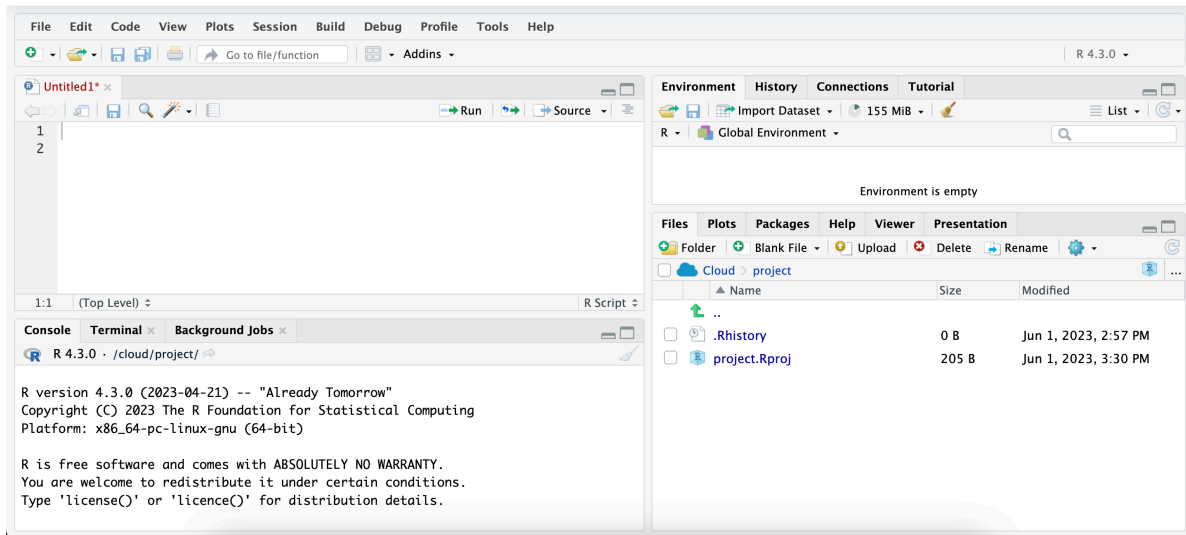 File Edit Code View Plots Session Build Debug Profile Tools Help
Go to file/function Addins R 4.3.0
Untitled1*
Run Source
1
2
1:1 (Top Level) R Script
Console Terminal Background Jobs
R 4.3.0 · /cloud/project/
R version 4.3.0 (2023-04-21) -- "Already Tomorrow"
Copyright (C) 2023 The R Foundation for Statistical Computing
Platform: x86_64-pc-linux-gnu (64-bit)
R is free software and comes with ABSOLUTELY NO WARRANTY.
You are welcome to redistribute it under certain conditions.
Type 'license()' or 'licence()' for distribution details.
Environment History Connections Tutorial
Import Dataset 155 MiB List
R Global Environment
Environment is empty
Files Plots Packages Help Viewer Presentation
Folder Blank File Upload Delete Rename
Cloud > project ...
Name Size Modified
..
.Rhistory 0 B Jun 1, 2023, 2:57 PM
project.Rproj 205 B Jun 1, 2023, 3:30 PM